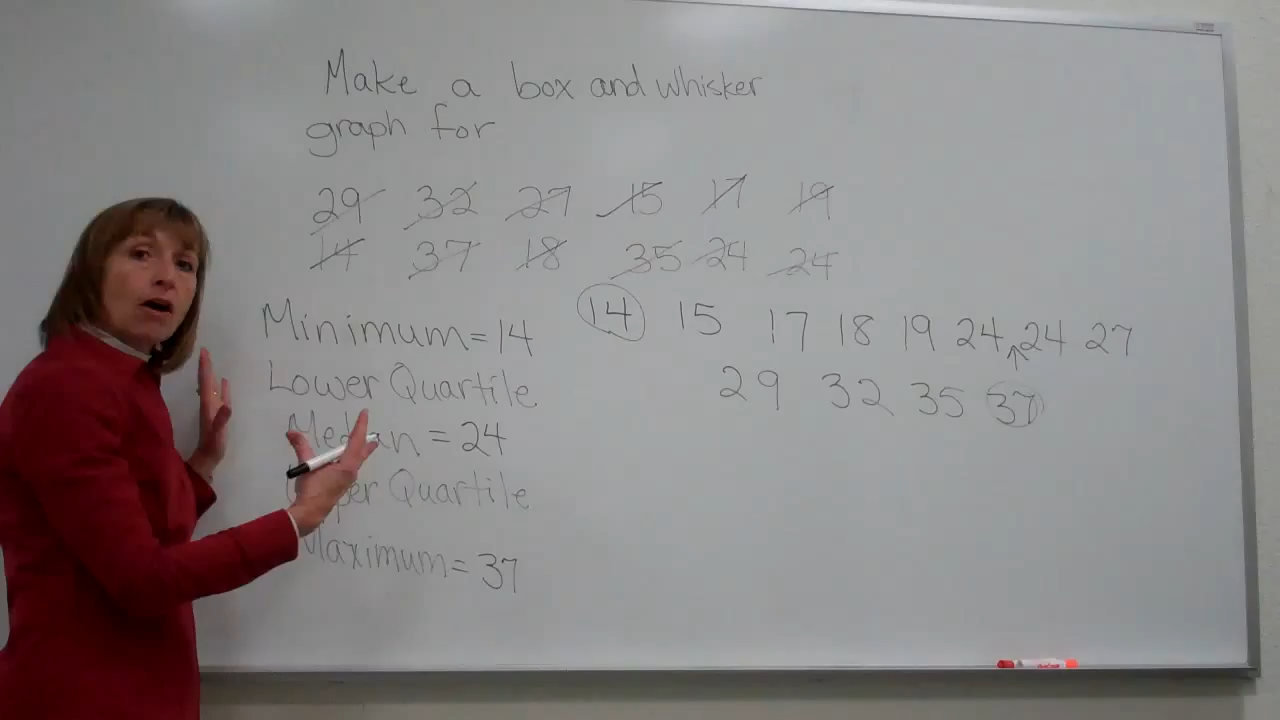 Make a box and whisker
graph for
29 32 27 15 17 19
14 37 18 35 24 24
Minimum = 14
14 15 17 18 19 24 24 27
Lower Quartile
29 32 35 37
Median = 24
Upper Quartile
Maximum = 37